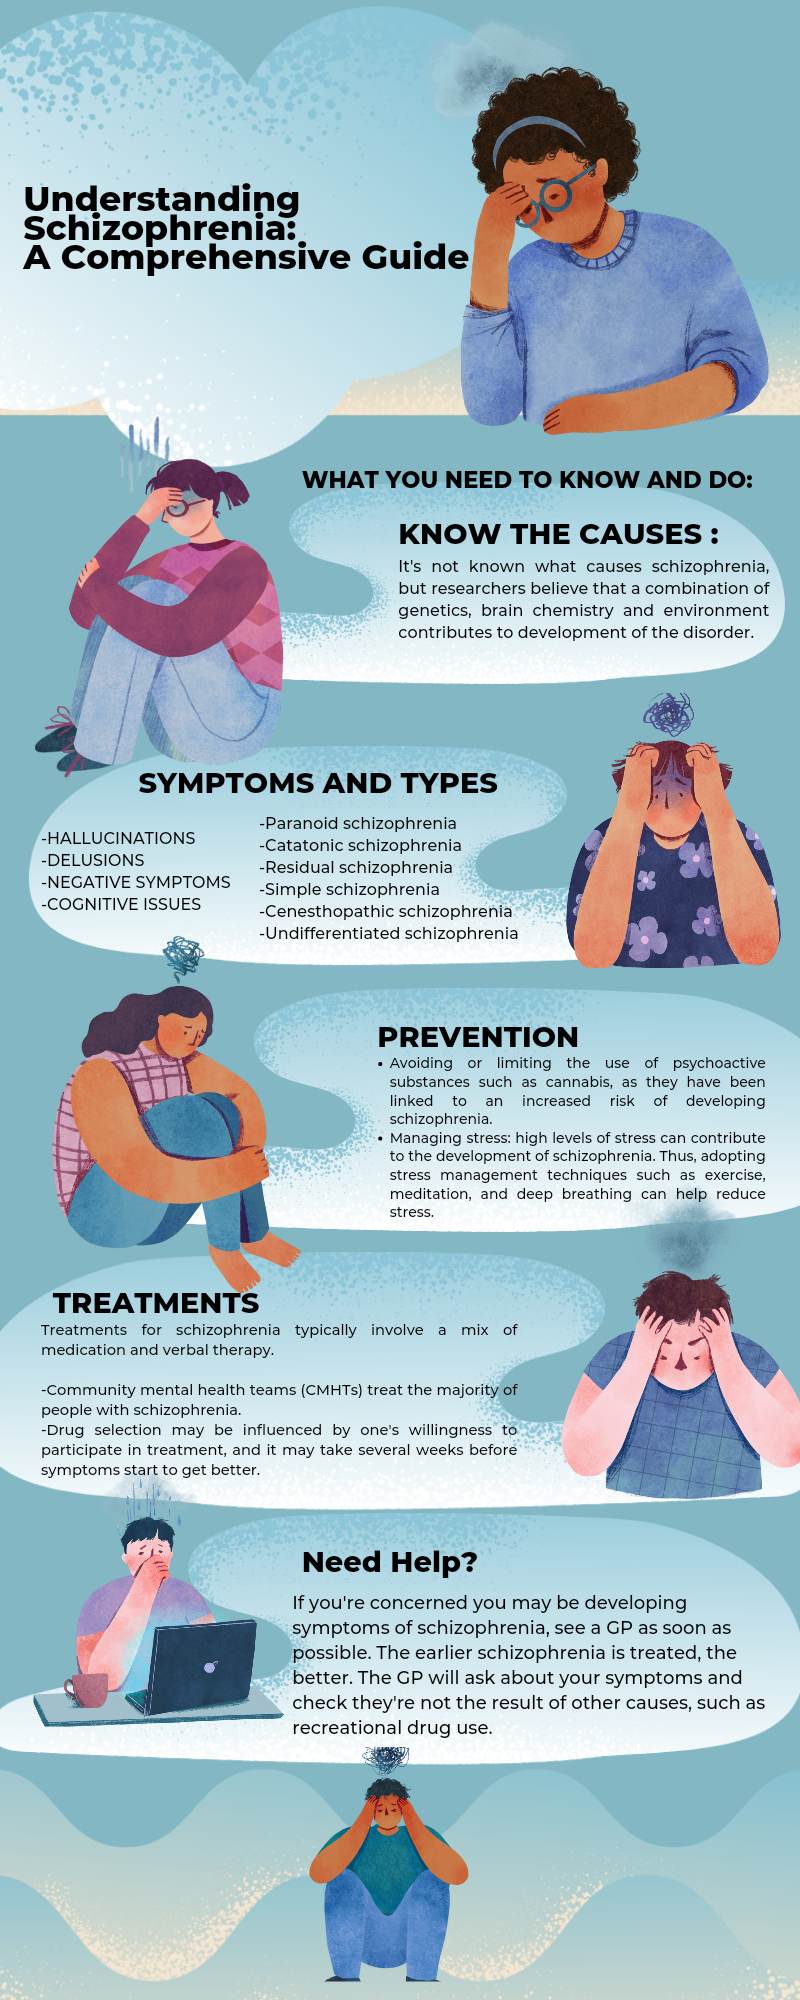 Understanding
Schizophrenia:
A Comprehensive Guide
WHAT YOU NEED TO KNOW AND DO:
KNOW THE CAUSES :
It's not known what causes schizophrenia,
but researchers believe that a combination of
genetics, brain chemistry and environment
contributes to development of the disorder.
SYMPTOMS AND TYPES
-HALLUCINATIONS
-DELUSIONS
-NEGATIVE SYMPTOMS
-COGNITIVE ISSUES
-Paranoid schizophrenia
-Catatonic schizophrenia
-Residual schizophrenia
-Simple schizophrenia
-Cenesthopathic schizophrenia
-Undifferentiated schizophrenia
PREVENTION
• Avoiding or limiting the use of psychoactive
substances such as cannabis, as they have been
linked to an increased risk of developing
schizophrenia.
• Managing stress: high levels of stress can contribute
to the development of schizophrenia. Thus, adopting
stress management techniques such as exercise,
meditation, and deep breathing can help reduce
stress.
TREATMENTS
Treatments for schizophrenia typically involve a mix of
medication and verbal therapy.
-Community mental health teams (CMHTs) treat the majority of
people with schizophrenia.
-Drug selection may be influenced by one's willingness to
participate in treatment, and it may take several weeks before
symptoms start to get better.
Need Help?
If you're concerned you may be developing
symptoms of schizophrenia, see a GP as soon as
possible. The earlier schizophrenia is treated, the
better. The GP will ask about your symptoms and
check they're not the result of other causes, such as
recreational drug use.